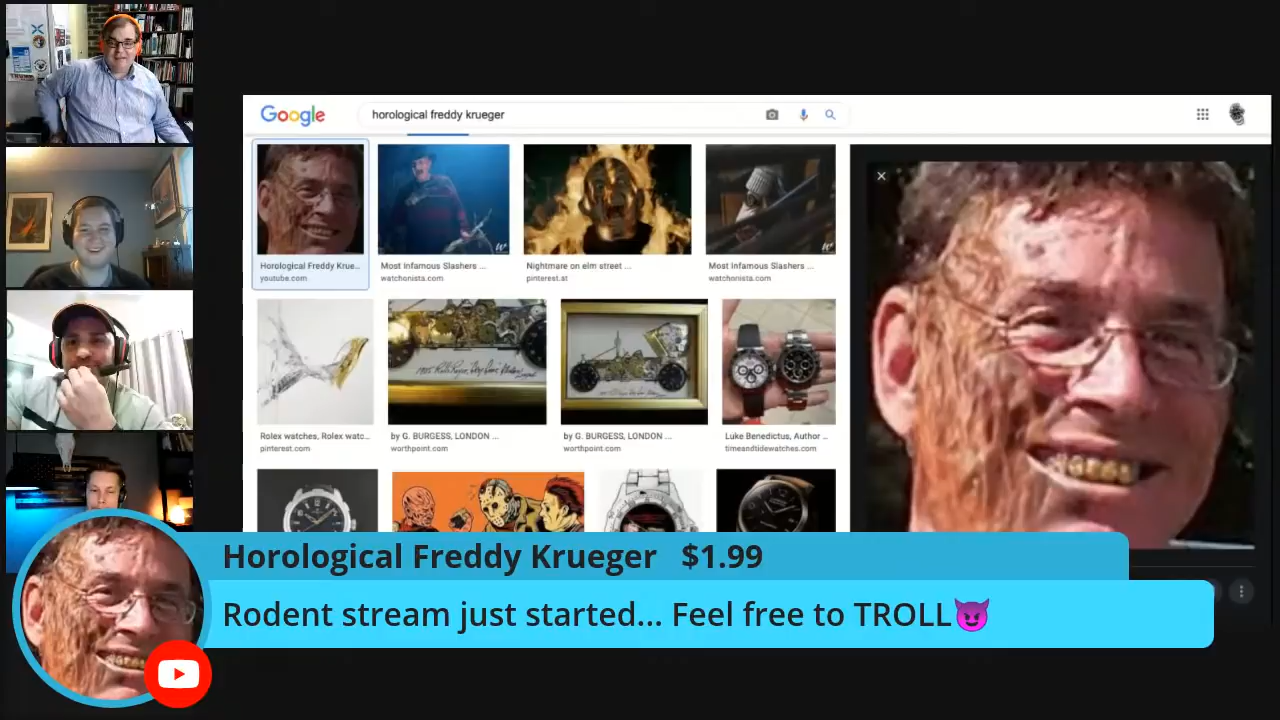 Google
horological freddy krueger
Horological Freddy Krue...
youtube.com
Most Infamous Slashers ...
watchonista.com
Nightmare on elm street ...
pinterest.at
Most Infamous Slashers ...
watchonista.com
Rolex watches, Rolex watc...
pinterest.com
by G. BURGESS, LONDON ...
worthpoint.com
by G. BURGESS, LONDON ...
worthpoint.com
Luke Benedictus, Author ...
timeandtidewatches.com
Horological Freddy Krueger $1.99
Rodent stream just started... Feel free to TROLL😈